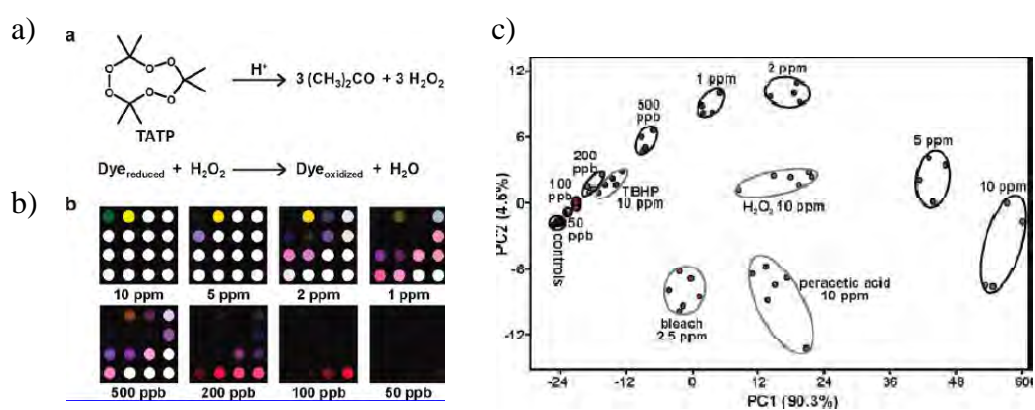 a)
a
H⁺
3 (CH₃)₂CO + 3 H₂O₂
TATP
Dye_reduced + H₂O₂ → Dye_oxidized + H₂O
b)
b
10 ppm 5 ppm 2 ppm 1 ppm
500 ppb 200 ppb 100 ppb 50 ppb
c)
12
6
0
-6
-12
PC2 (4.6%)
1 ppm
2 ppm
500
ppb
5 ppm
200
ppb
10 ppm
100
ppb
TBHP
10 ppm
H₂O₂ 10 ppm
50
ppb
controls
peracetic acid
10 ppm
bleach
2.5 ppm
-24 -12 0 12 24 36 48 60
PC1 (90.3%)